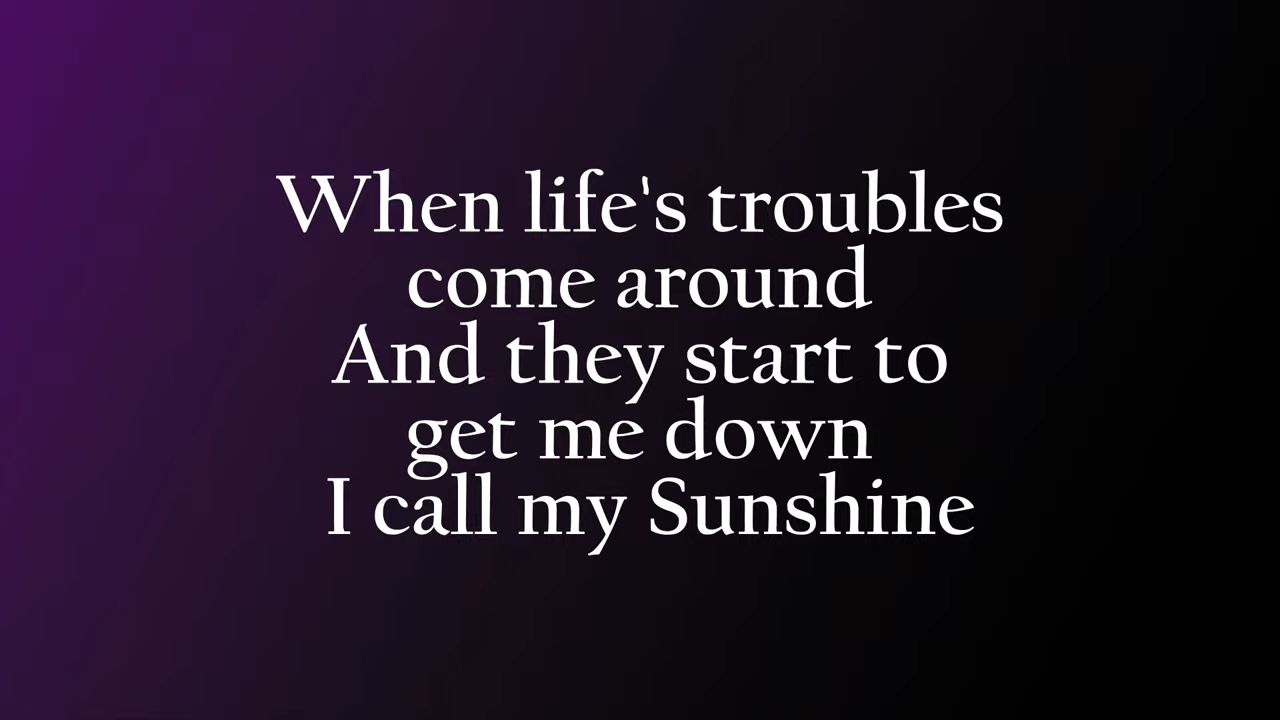 When life's troubles
come around
And they start to
get me down
I call my Sunshine